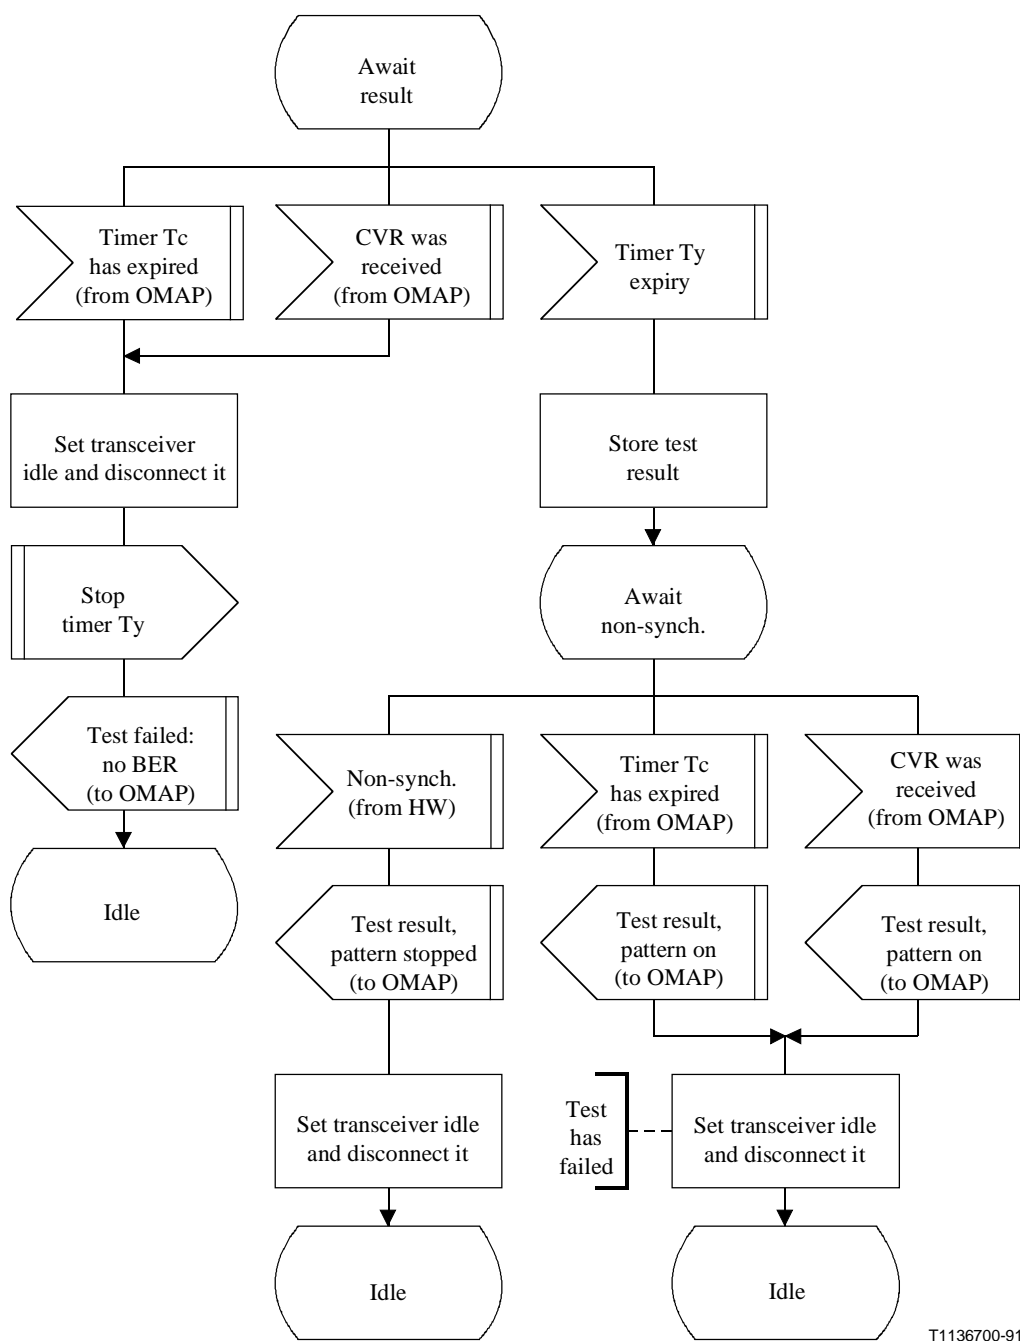 Await
result
Timer Tc
has expired
(from OMAP)
CVR was
received
(from OMAP)
Timer Ty
expiry
Set transceiver
idle and disconnect it
Store test
result
Stop
timer Ty
Await
non-synch.
Test failed:
no BER
(to OMAP)
Non-synch.
(from HW)
Timer Tc
has expired
(from OMAP)
CVR was
received
(from OMAP)
Idle
Test result,
pattern stopped
(to OMAP)
Test result,
pattern on
(to OMAP)
Test result,
pattern on
(to OMAP)
Set transceiver idle
and disconnect it
Test
has
failed
Set transceiver idle
and disconnect it
Idle
Idle
T1136700-91